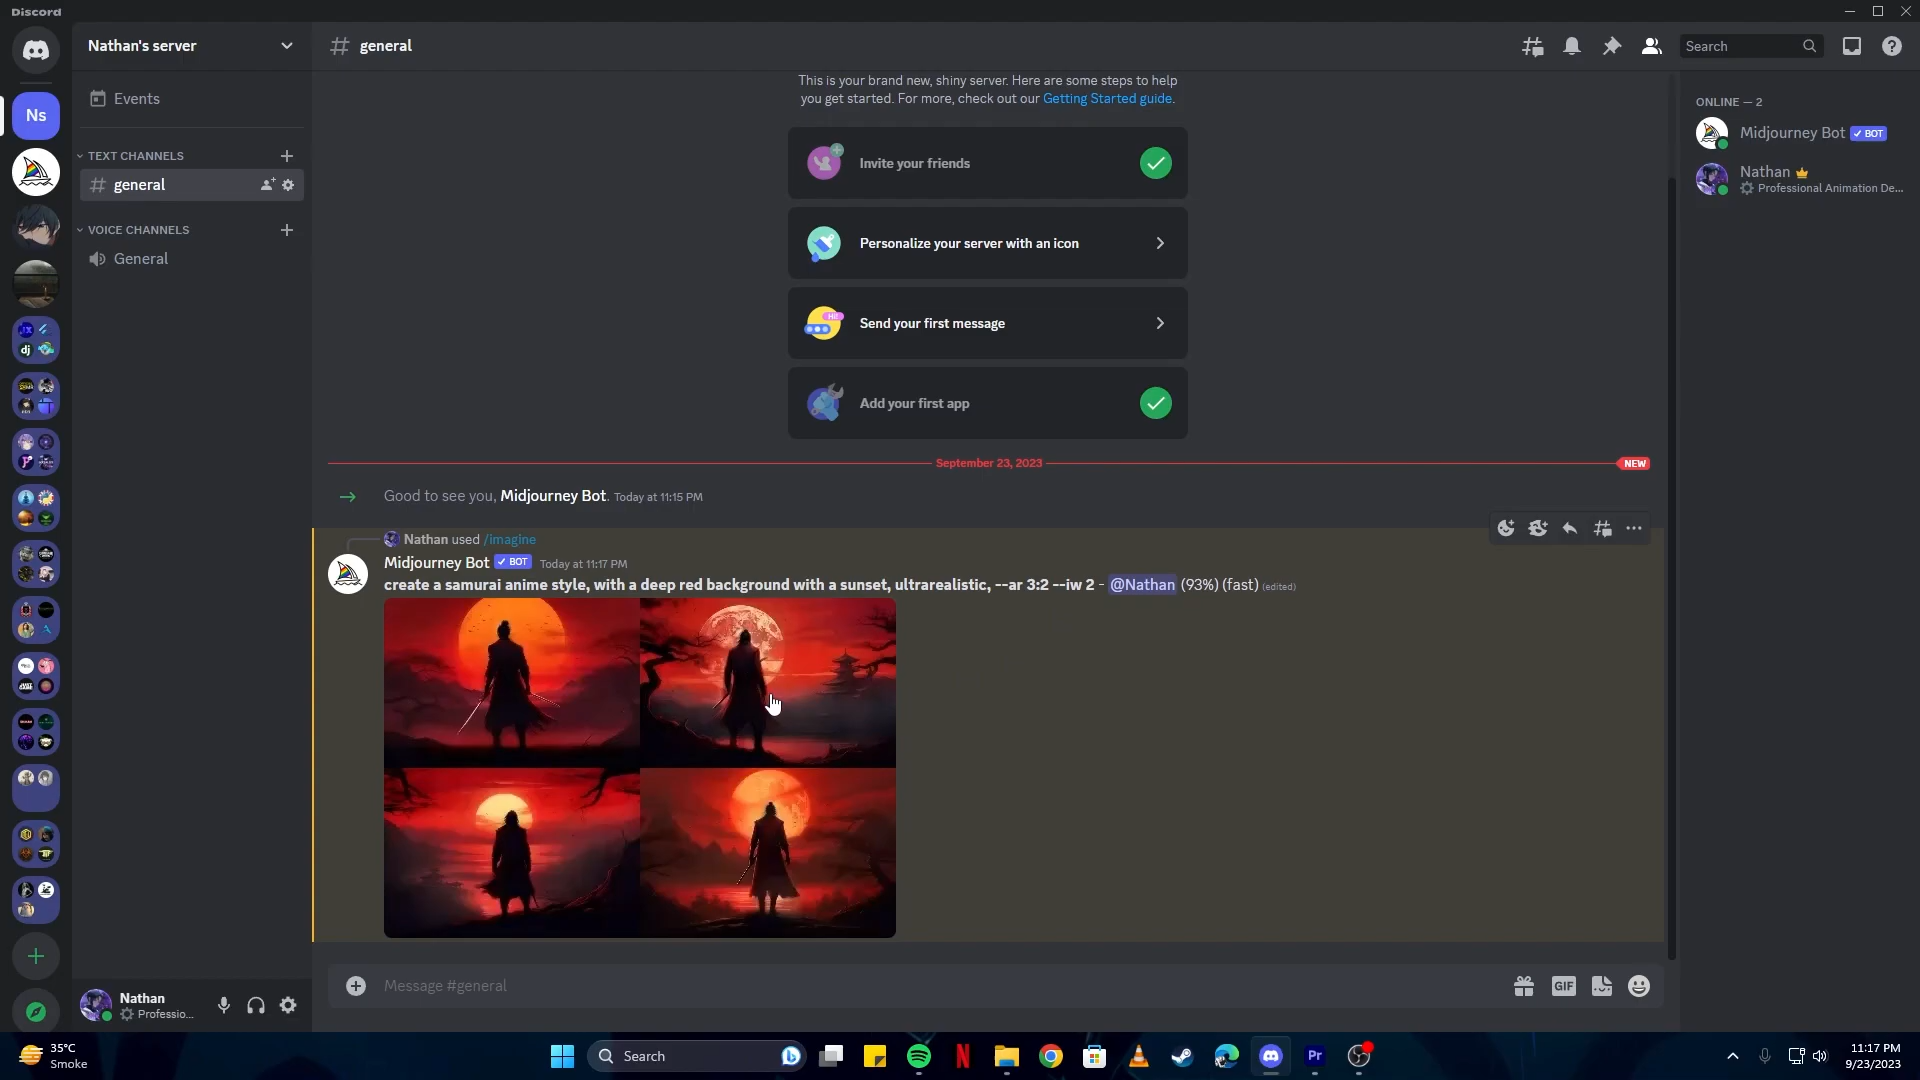 Discord
Nathan's server
general
Search
Events
Ns
TEXT CHANNELS
general
VOICE CHANNELS
General
This is your brand new, shiny server. Here are some steps to help
you get started. For more, check out our Getting Started guide.
Invite your friends
Personalize your server with an icon
Send your first message
Add your first app
September 23, 2023
NEW
Good to see you, Midjourney Bot. Today at 11:15 PM
Nathan used /imagine
Midjourney Bot BOT Today at 11:17 PM
create a samurai anime style, with a deep red background with a sunset, ultrarealistic, --ar 3:2 --iw 2 - @Nathan (93%) (fast) (edited)
Message #general
GIF
ONLINE — 2
Midjourney Bot BOT
Nathan
Professional Animation De...
dj
Nathan
Professio...
35°C
Smoke
Search
Pr
11:17 PM
9/23/2023